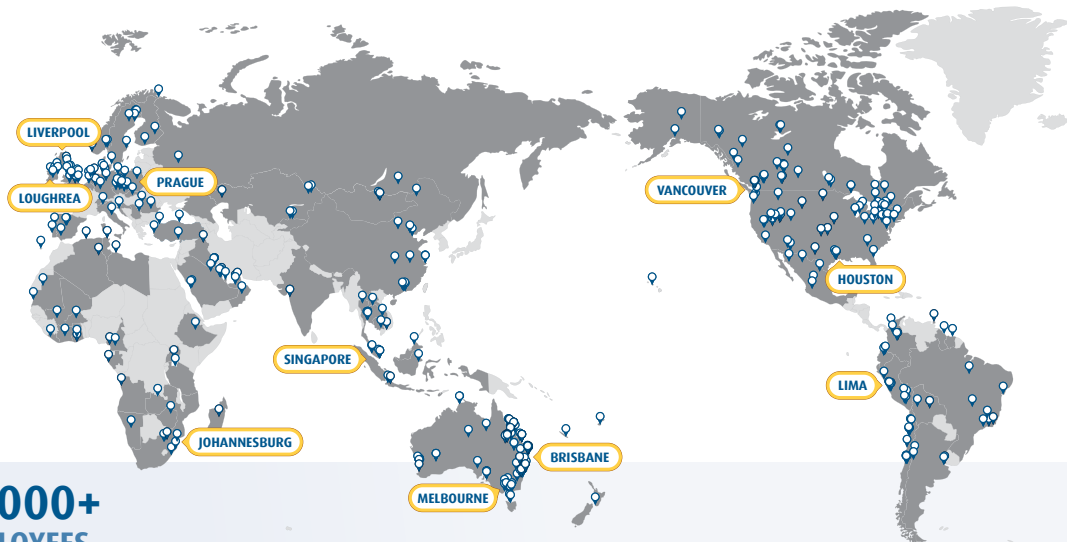 LIVERPOOL
PRAGUE
LOUGHREA
VANCOUVER
HOUSTON
SINGAPORE
LIMA
JOHANNESBURG
BRISBANE
MELBOURNE
000+